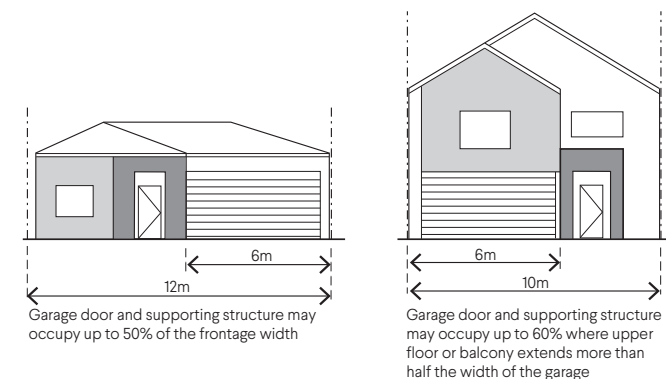 6m
12m
Garage door and supporting structure may
occupy up to 50% of the frontage width
6m
10m
Garage door and supporting structure
may occupy up to 60% where upper
floor or balcony extends more than
half the width of the garage